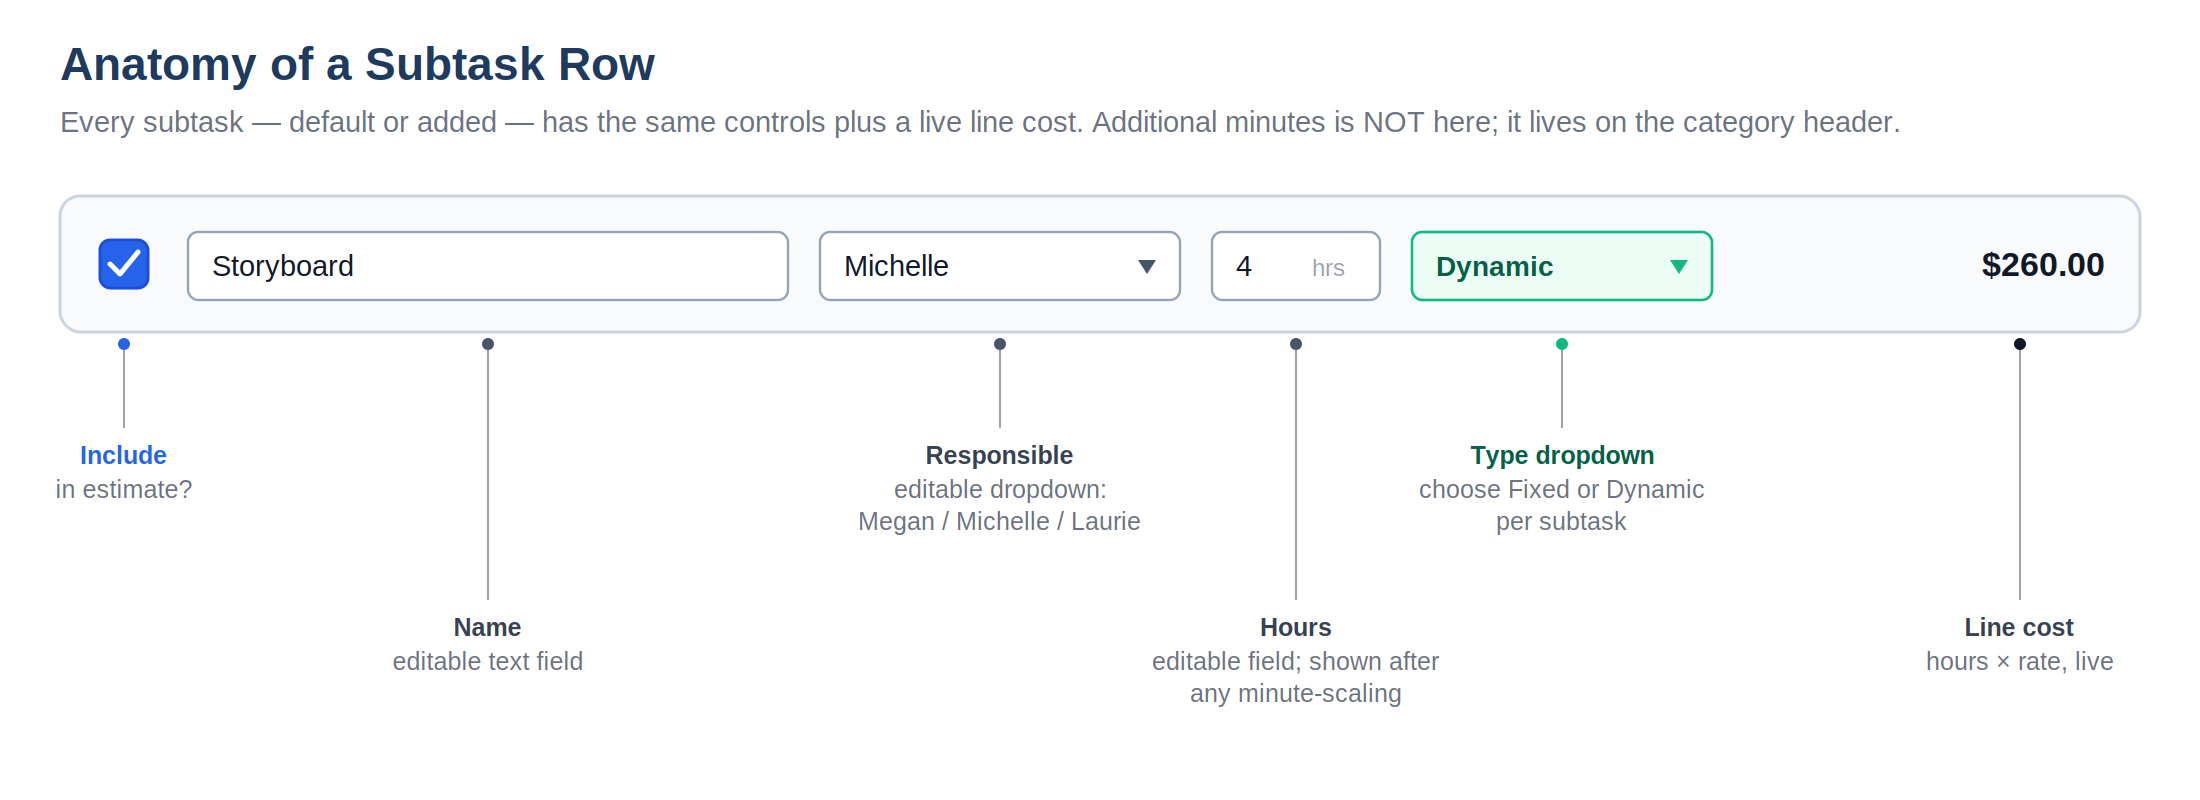 Anatomy of a Subtask Row
Every subtask — default or added — has the same controls plus a live line cost. Additional minutes is NOT here; it lives on the category header.
Storyboard
Michelle
4 hrs
Dynamic
$260.00
Include
in estimate?
Responsible
editable dropdown:
Megan / Michelle / Laurie
Type dropdown
choose Fixed or Dynamic
per subtask
Name
editable text field
Hours
editable field; shown after
any minute-scaling
Line cost
hours × rate, live